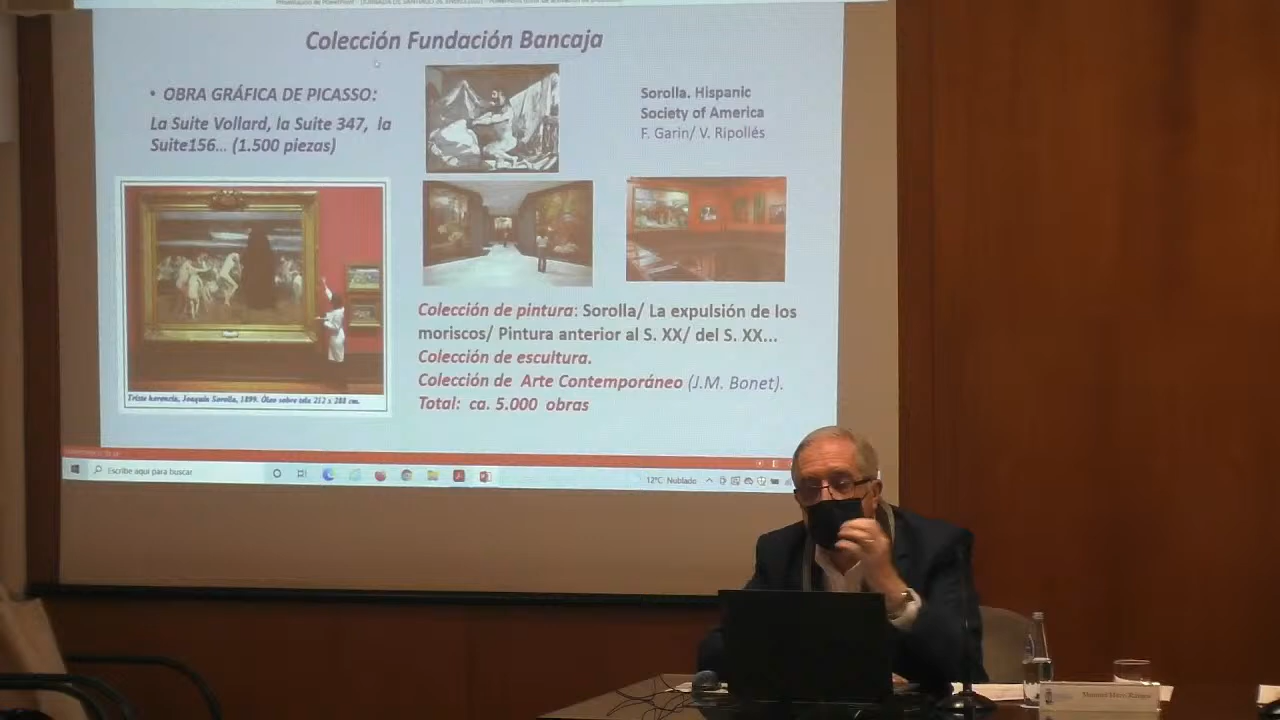 Colección Fundación Bancaja
• OBRA GRÁFICA DE PICASSO:
La Suite Vollard, la Suite 347, la
Suite156... (1.500 piezas)
Sorolla. Hispanic
Society of America
F. Garin/ V. Ripollés
Triste herencia, Joaquín Sorolla, 1899. Óleo sobre tela 212 x 288 cm.
Colección de pintura: Sorolla/ La expulsión de los
moriscos/ Pintura anterior al S. XX/ del S. XX...
Colección de escultura.
Colección de Arte Contemporáneo (J.M. Bonet).
Total: ca. 5.000 obras
Escribe aquí para buscar
12°C Nublado